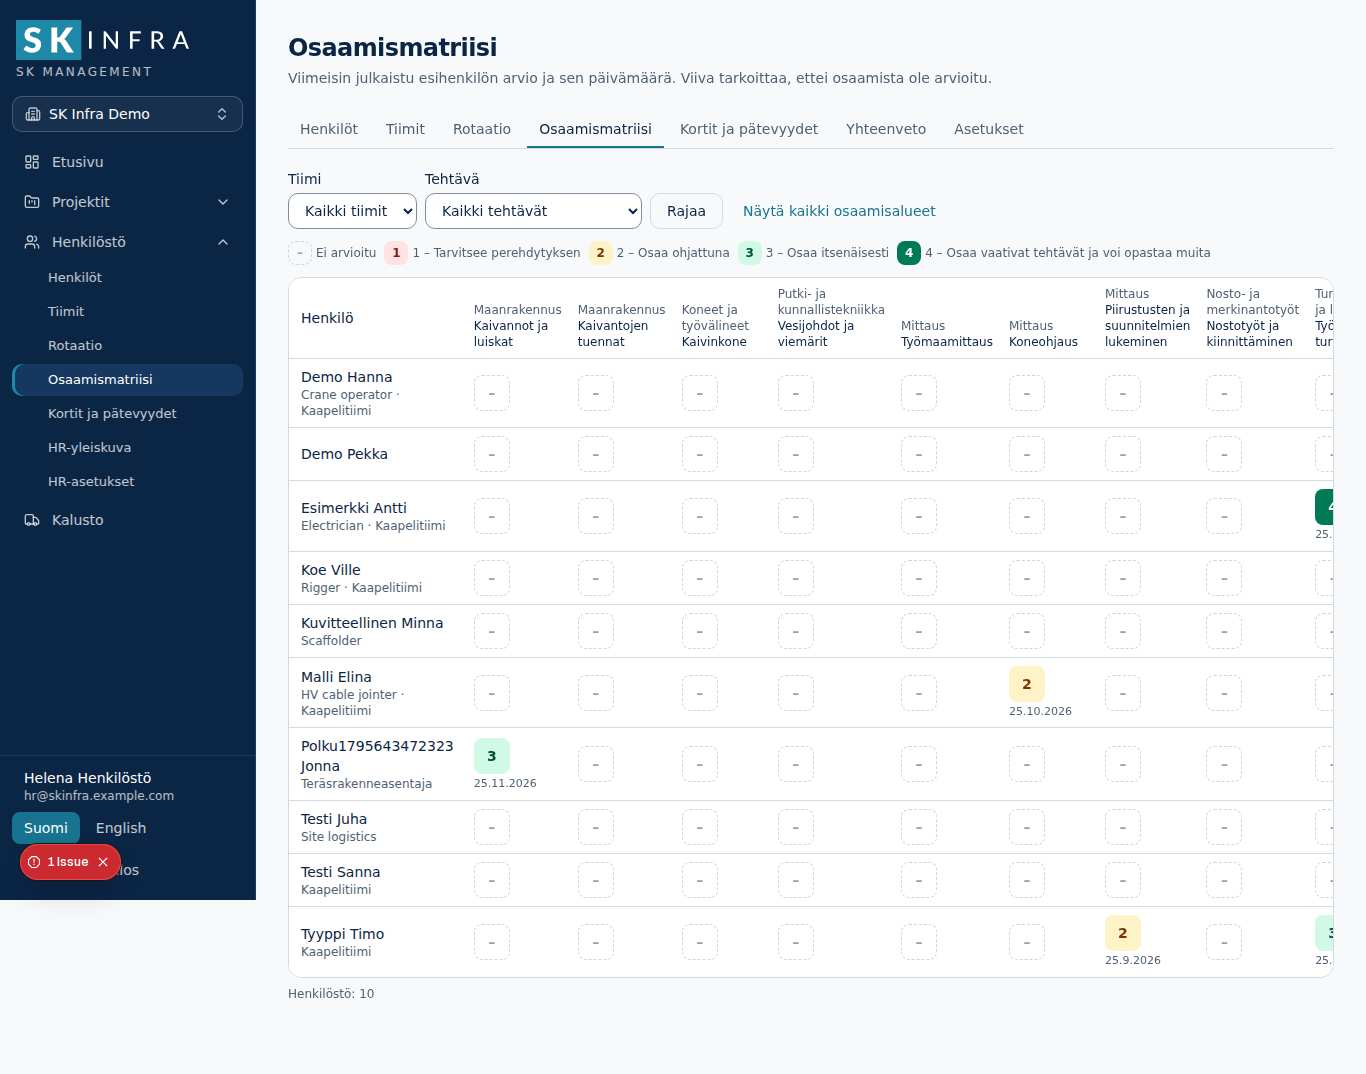 SK INFRA
SK MANAGEMENT
SK Infra Demo
Etusivu
Projektit
Henkilöstö
Henkilöt
Tiimit
Rotaatio
Osaamismatriisi
Kortit ja pätevyydet
HR-yleiskuva
HR-asetukset
Kalusto
Helena Henkilöstö
hr@skinfra.example.com
Suomi English
1 Issue
Osaamismatriisi
Viimeisin julkaistu esihenkilön arvio ja sen päivämäärä. Viiva tarkoittaa, ettei osaamista ole arvioitu.
Henkilöt Tiimit Rotaatio Osaamismatriisi Kortit ja pätevyydet Yhteenveto Asetukset
Tiimi Tehtävä
Kaikki tiimit Kaikki tehtävät Rajaa Näytä kaikki osaamisalueet
– Ei arvioitu 1 1 – Tarvitsee perehdytyksen 2 2 – Osaa ohjattuna 3 3 – Osaa itsenäisesti 4 4 – Osaa vaativat tehtävät ja voi opastaa muita
Henkilö
Maanrakennus
Kaivannot ja
luiskat
Maanrakennus
Kaivantojen
tuennat
Koneet ja
työvälineet
Kaivinkone
Putki- ja
kunnallistekniikka
Vesijohdot ja
viemärit
Mittaus
Työmaamittaus
Mittaus
Koneohjaus
Mittaus
Piirustusten ja
suunnitelmien
lukeminen
Nosto- ja
merkinantotyöt
Nostotyöt ja
kiinnittäminen
Demo Hanna
Crane operator ·
Kaapelitiimi
– – – – – – – –
Demo Pekka
– – – – – – – –
Esimerkki Antti
Electrician · Kaapelitiimi
– – – – – – – – 4
25.
Koe Ville
Rigger · Kaapelitiimi
– – – – – – – –
Kuvitteellinen Minna
Scaffolder
– – – – – – – –
Malli Elina
HV cable jointer ·
Kaapelitiimi
– – – – – 2 – –
25.10.2026
Polku1795643472323
Jonna
Teräsrakenneasentaja
3 – – – – – – –
25.11.2026
Testi Juha
Site logistics
– – – – – – – –
Testi Sanna
Kaapelitiimi
– – – – – – – –
Tyyppi Timo
Kaapelitiimi
– – – – – – 2 – 3
25.9.2026 25.
Henkilöstö: 10